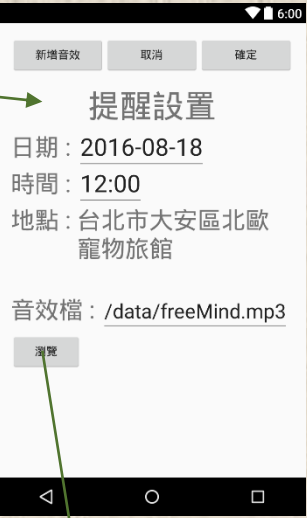 6:00
新增音效 取消 確定
提醒設置
日期 : 2016-08-18
時間 : 12:00
地點 : 台北市大安區北歐
寵物旅館
音效檔 : /data/freeMind.mp3
瀏覽